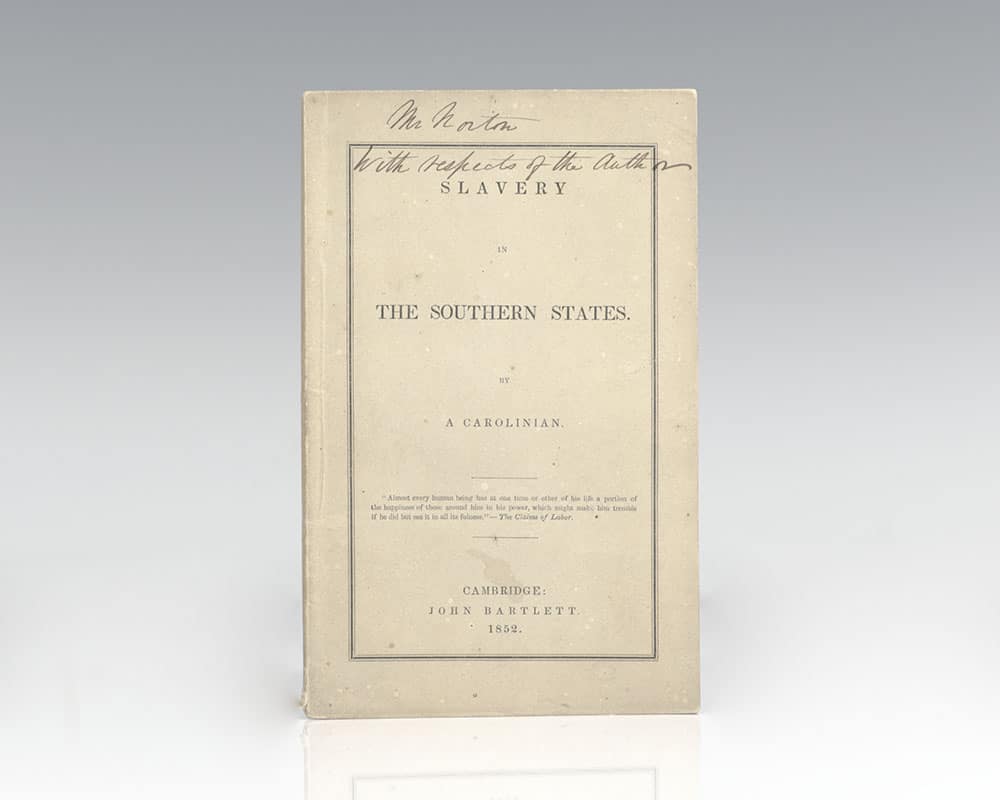 Mr Norton
With respects of the Author
SLAVERY
IN
THE SOUTHERN STATES.
BY
A CAROLINIAN.
"Almost every human being has at one time or other of his life a portion of
the happiness of those around him in his power, which might make him tremble
if he did but see it in all its fulness."— The Claims of Labor.
CAMBRIDGE:
JOHN BARTLETT.
1852.